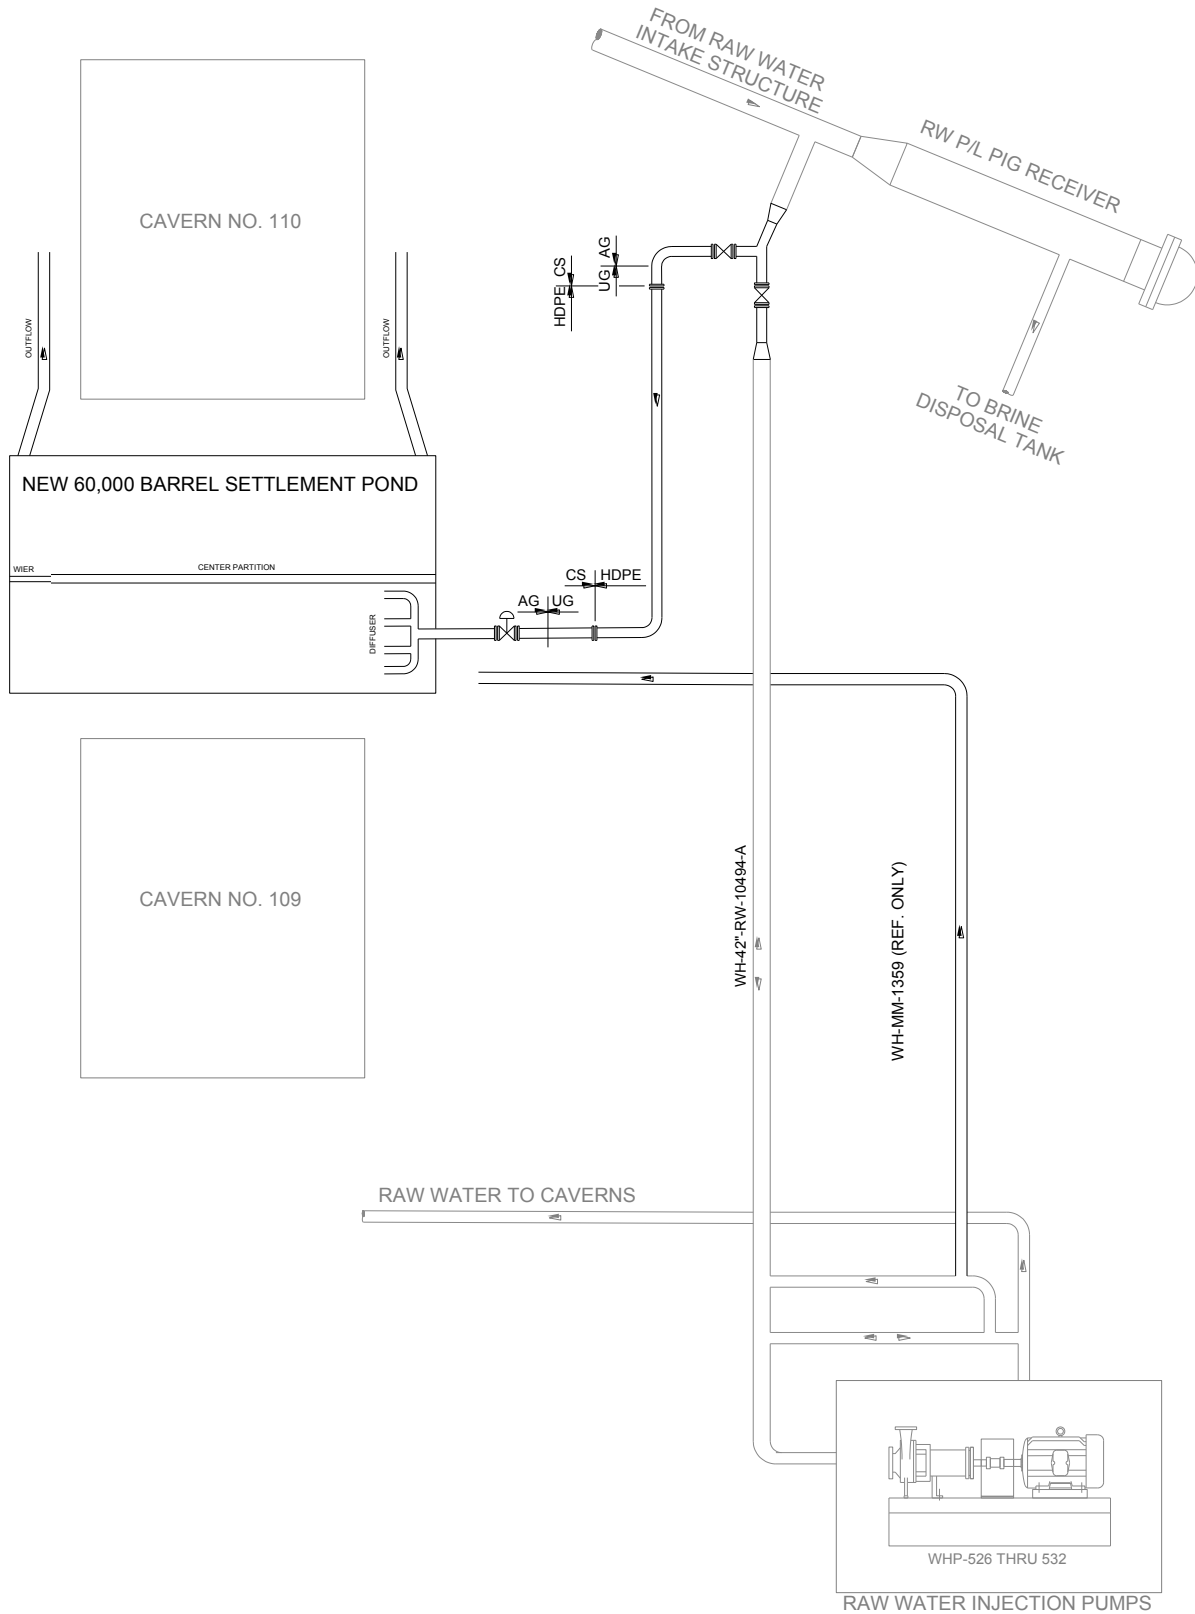 FROM RAW WATER
INTAKE STRUCTURE
RW P/L PIG RECEIVER
CAVERN NO. 110
HDPE CS
UG AG
OUTFLOW
OUTFLOW
TO BRINE
DISPOSAL TANK
NEW 60,000 BARREL SETTLEMENT POND
WIER
CENTER PARTITION
CS HDPE
AG UG
DIFFUSER
CAVERN NO. 109
WH-42"-RW-10494-A
WH-MM-1359 (REF. ONLY)
RAW WATER TO CAVERNS
WHP-526 THRU 532
RAW WATER INJECTION PUMPS